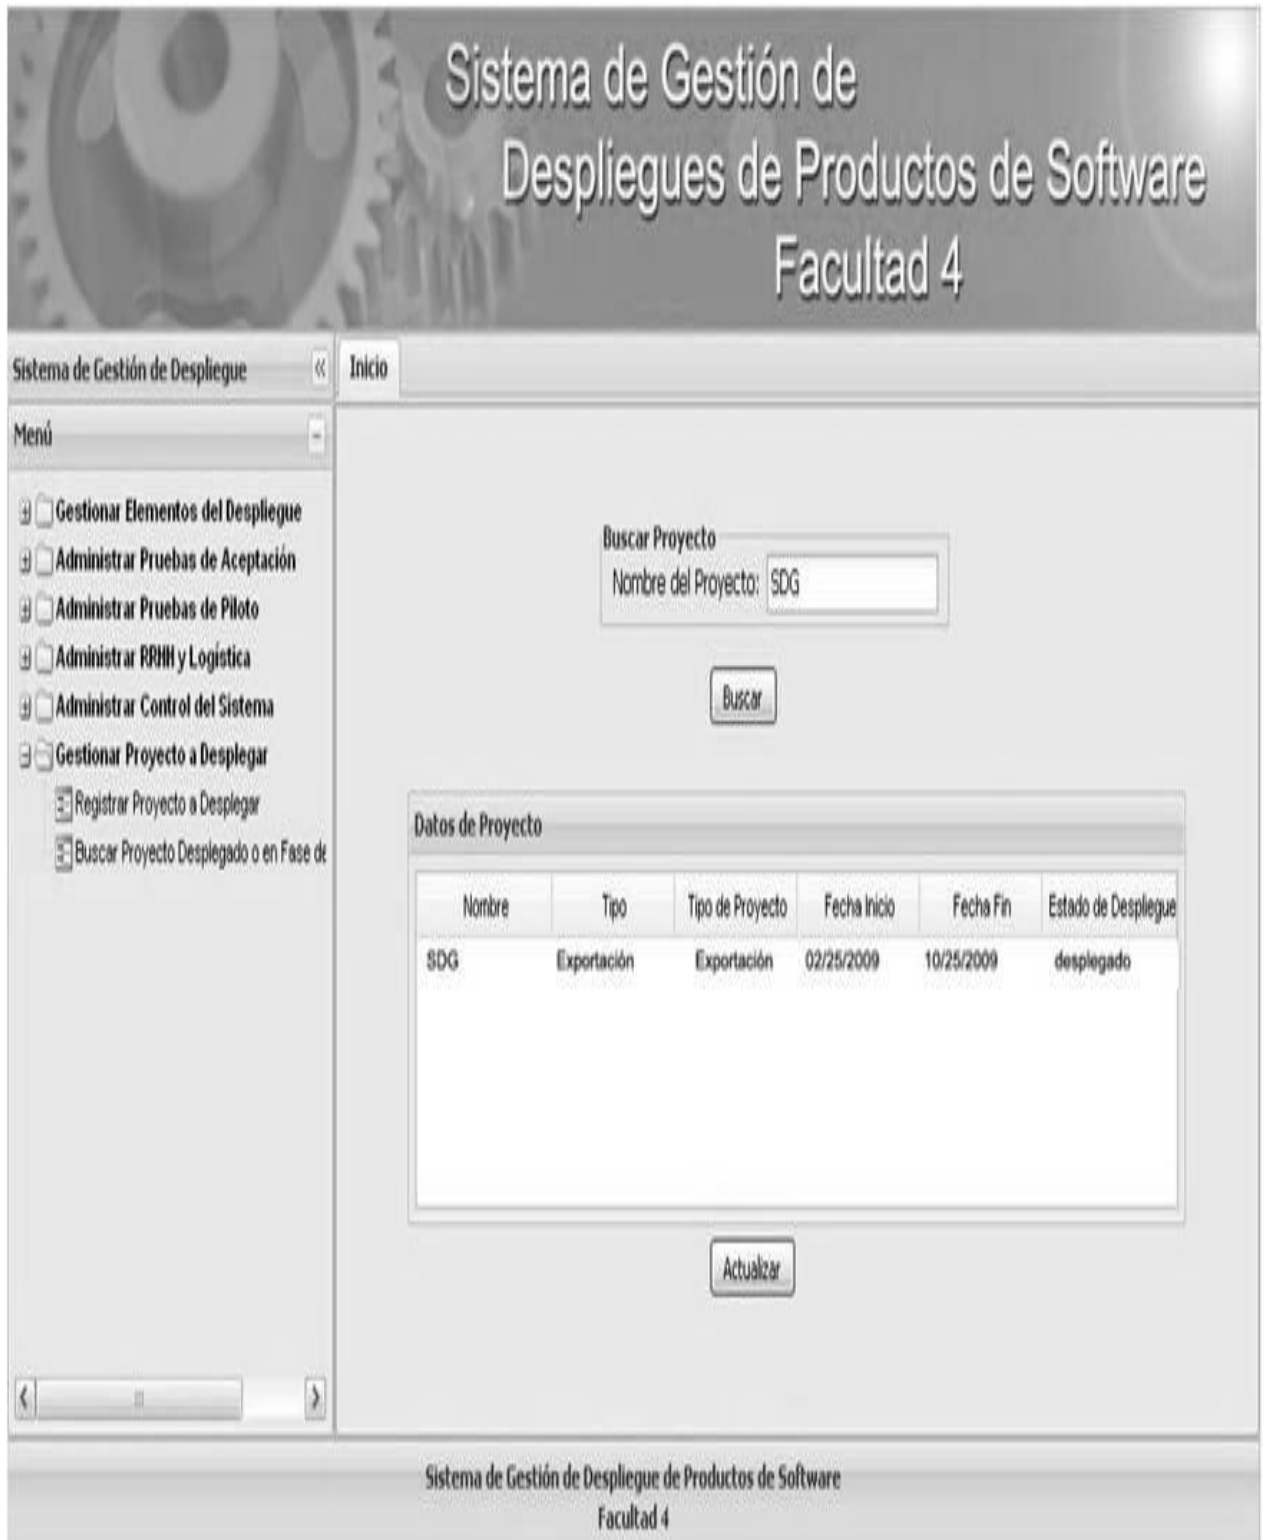 Sistema de Gestión de
Despliegues de Productos de Software
Facultad 4
Sistema de Gestión de Despliegue
Inicio
Menú
Gestionar Elementos del Despliegue
Administrar Pruebas de Aceptación
Administrar Pruebas de Piloto
Administrar RRHH y Logística
Administrar Control del Sistema
Gestionar Proyecto a Desplegar
Registrar Proyecto a Desplegar
Buscar Proyecto Desplegado o en Fase de
Buscar Proyecto
Nombre del Proyecto: SDG
Buscar
Datos de Proyecto
Nombre Tipo Tipo de Proyecto Fecha Inicio Fecha Fin Estado de Despliegue
SDG Exportación Exportación 02/25/2009 10/25/2009 desplegado
Actualizar
Sistema de Gestión de Despliegue de Productos de Software
Facultad 4